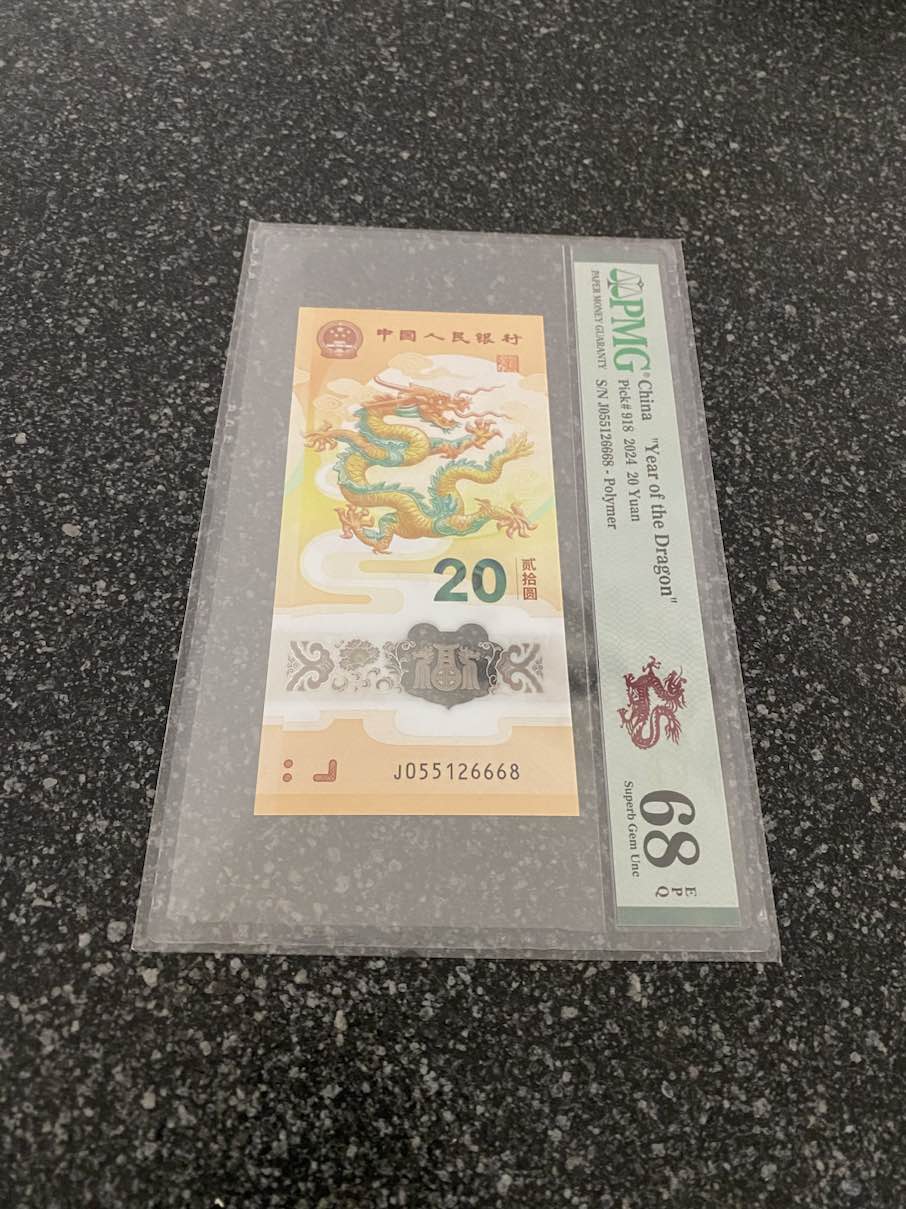 中国人民银行
20
贰拾圆
J055126668
PMG®
PAPER MONEY GUARANTY
China "Year of the Dragon"
Pick# 918 2024 20 Yuan
S/N J055126668 - Polymer
68
EPQ
Superb Gem Unc